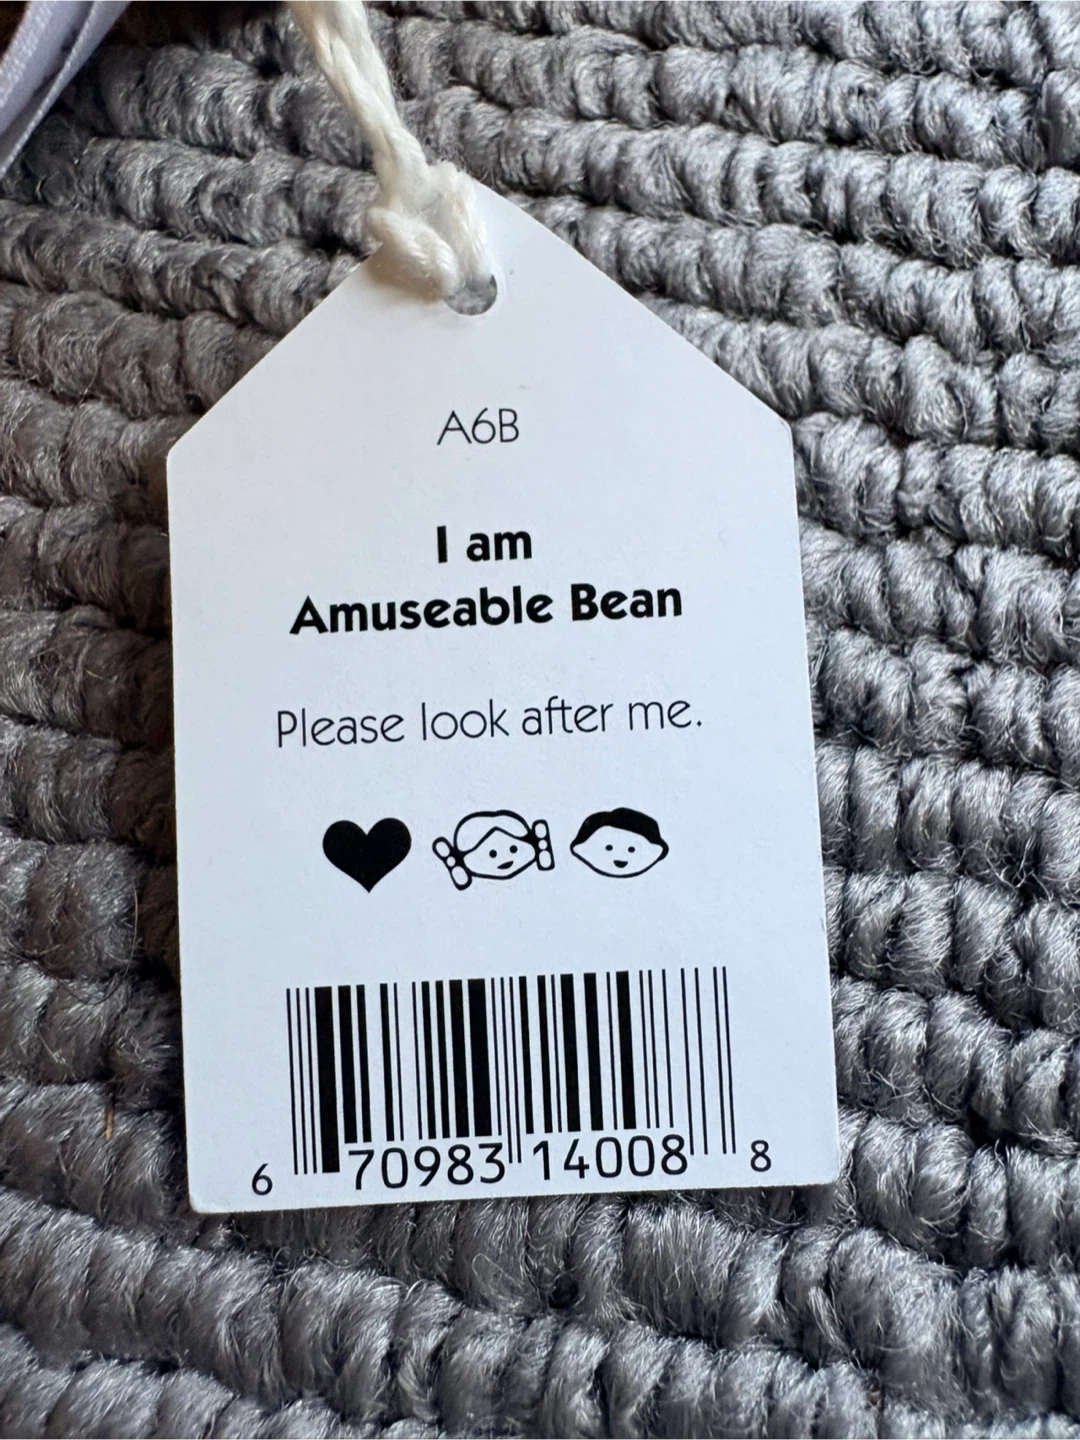 A6B
I am
Amuseable Bean
Please look after me.
6 70983 14008 8